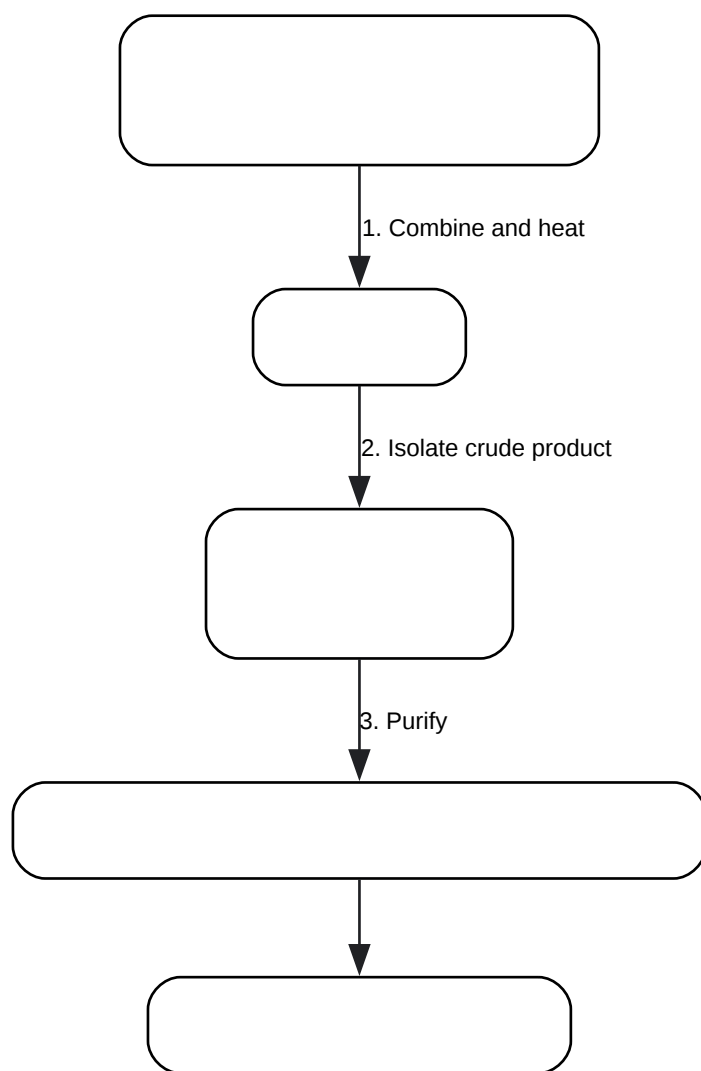 1. Combine and heat
2. Isolate crude product
3. Purify